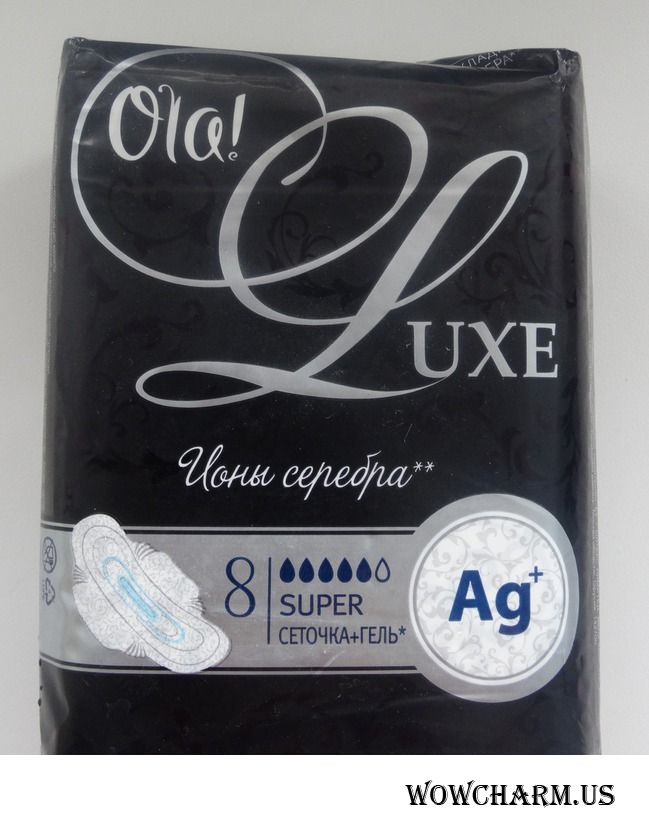 Ola!
LUXE
Ионы серебра**
8
SUPER
СЕТОЧКА+ГЕЛЬ*
Ag+
WOWCHARM.US